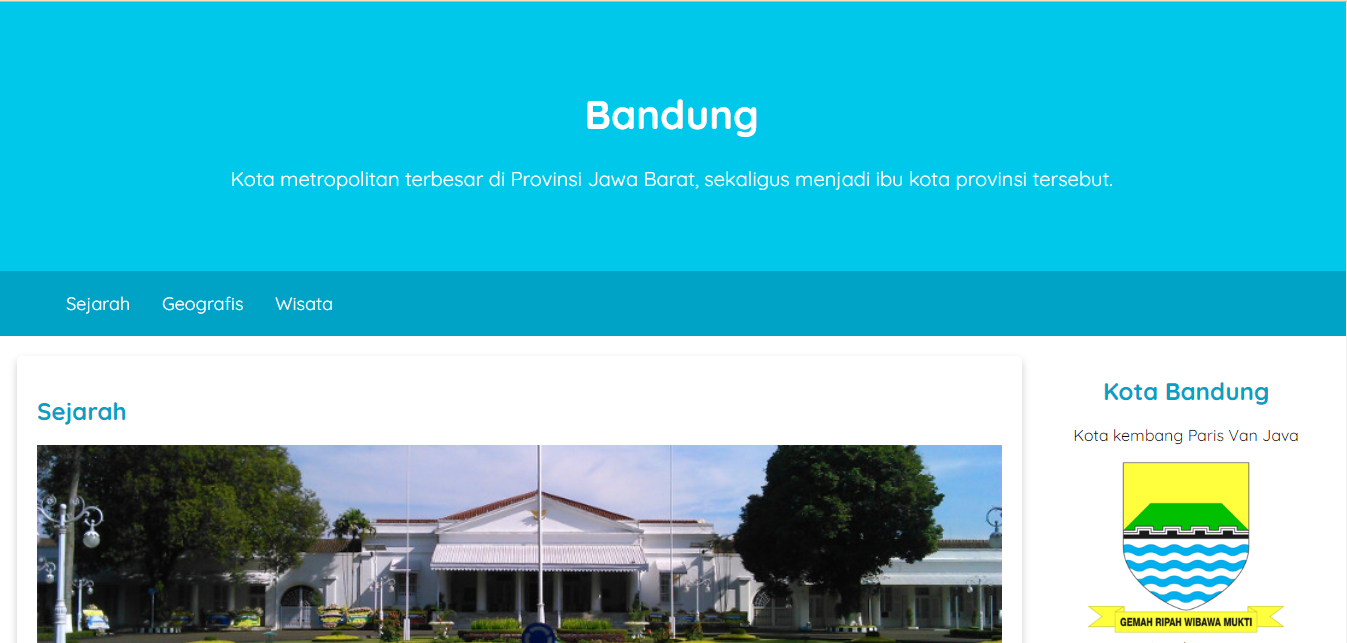 Bandung
Kota metropolitan terbesar di Provinsi Jawa Barat, sekaligus menjadi ibu kota provinsi tersebut.
Sejarah Geografis Wisata
Sejarah
Kota Bandung
Kota kembang Paris Van Java
GEMAH RIPAH WIBAWA MUKTI